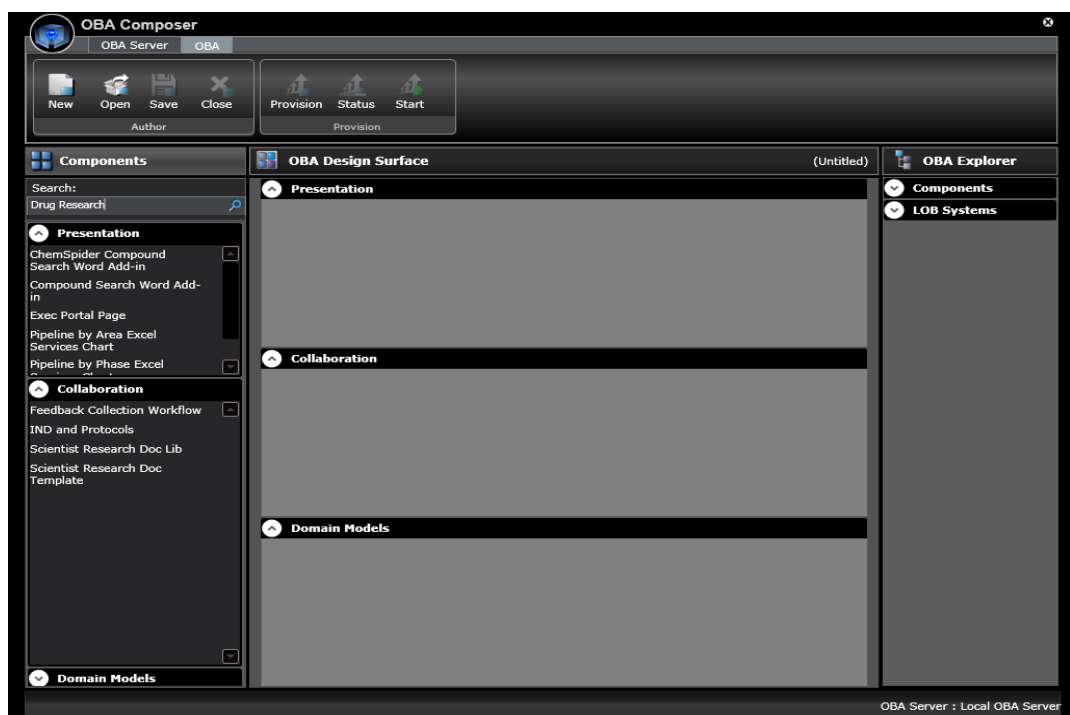 OBA Composer
OBA Server OBA
New Open Save Close
Author
Provision Status Start
Provision
Components
Search:
Drug Research
Presentation
ChemSpider Compound
Search Word Add-in
Compound Search Word Add-
in
Exec Portal Page
Pipeline by Area Excel
Services Chart
Pipeline by Phase Excel
Collaboration
Feedback Collection Workflow
IND and Protocols
Scientist Research Doc Lib
Scientist Research Doc
Template
Domain Models
OBA Design Surface (Untitled)
Presentation
Collaboration
Domain Models
OBA Explorer
Components
LOB Systems
OBA Server : Local OBA Server